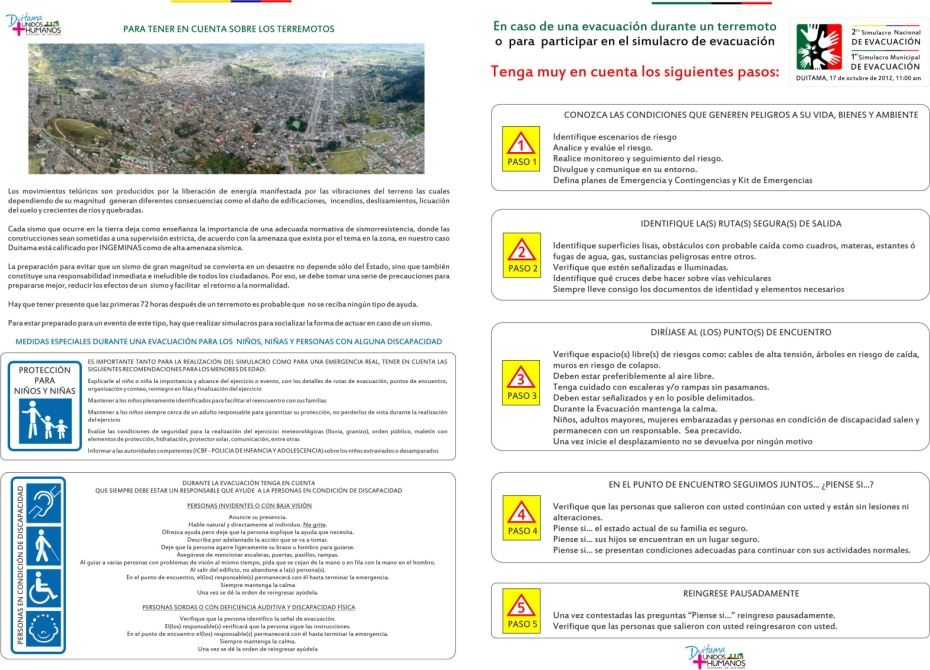 Duitama
UNIDOS
+HUMANOS
PARA TENER EN CUENTA SOBRE LOS TERREMOTOS
Los movimientos telúricos son producidos por la liberación de energía manifestada por las vibraciones del terreno las cuales
dependiendo de su magnitud generan diferentes consecuencias como el daño de edificaciones, incendios, deslizamientos, licuación
del suelo y crecientes de ríos y quebradas.
Cada sismo que ocurre en la tierra deja como enseñanza la importancia de una adecuada normativa de sismorresistencia, donde
las construcciones sean sometidas a una supervisión estricta, de acuerdo con la amenaza que exista por el tema en la zona, en nuestro caso
Duitama está calificado por INGEMINAS como de alta amenaza sísmica.
La preparación para evitar que un sismo de gran magnitud se convierta en un desastre no depende sólo del Estado, sino que también
constituye una responsabilidad inmediata e ineludible de todos los ciudadanos. Por eso, se debe tomar una serie de precauciones para
prepararse mejor, reducir los efectos de un sismo y facilitar el retorno a la normalidad.
Hay que tener presente que las primeras 72 horas después de un terremoto es probable que no se reciba ningún tipo de ayuda.
Para estar preparado para un evento de este tipo, hay que realizar simulacros para socializar la forma de actuar en caso de un sismo.
MEDIDAS ESPECIALES DURANTE UNA EVACUACIÓN PARA LOS NIÑOS, NIÑAS Y PERSONAS CON ALGUNA DISCAPACIDAD
PROTECCIÓN
PARA
NIÑOS Y NIÑAS
ES IMPORTANTE TANTO PARA LA REALIZACIÓN DEL SIMULACRO COMO PARA UNA EMERGENCIA REAL, TENER EN CUENTA LAS
SIGUIENTES RECOMENDACIONES PARA LOS MENORES DE EDAD:
Explicarle al niño o niña la importancia y alcance del ejercicio o evento, con los detalles de rutas de evacuación, puntos de encuentro,
organización y conteo, reintegro en filas y finalización del ejercicio
Mantener a los niños plenamente identificados para facilitar el reencuentro con sus familias
Mantener a los niños siempre cerca de un adulto responsable para garantizar su protección, no perderlos de vista durante la realización
del ejercicio
Evalúe las condiciones de seguridad para la realización del ejercicio: meteorológicas (lluvia, granizo), orden público, maletín con
elementos de protección, hidratación, protector solar, comunicación, entre otras
Informar a las autoridades competentes (ICBF - POLICIA DE INFANCIA Y ADOLESCENCIA) sobre los niños extraviados o desamparados
PERSONAS EN CONDICIÓN DE DISCAPACIDAD
DURANTE LA EVACUACIÓN TENGA EN CUENTA
QUE SIEMPRE DEBE ESTAR UN RESPONSABLE QUE AYUDE A LA PERSONAS EN CONDICIÓN DE DISCAPACIDAD
PERSONAS INVIDENTES O CON BAJA VISIÓN
Anuncie su presencia.
Hable natural y directamente al individuo. No grite.
Ofrezca ayuda pero deje que la persona explique la ayuda que necesita.
Describa por adelantado la acción que se va a tomar.
Deje que la persona agarre ligeramente su brazo u hombro para guiarse.
Asegúrese de mencionar escaleras, puertas, pasillos, rampas.
Al guiar a varias personas con problemas de visión al mismo tiempo, pida que se cojan de la mano o en fila con la mano en el hombro.
Al salir del edificio, no abandone a la(s) persona(s).
En el punto de encuentro, el(los) responsable(s) permanecerá con él hasta terminar la emergencia.
Siempre mantenga la calma
Una vez se dé la orden de reingresar ayúdela.
PERSONAS SORDAS O CON DEFICIENCIA AUDITIVA Y DISCAPACIDAD FÍSICA
Verifique que la persona identifico la señal de evacuación.
El(los) responsable(s) verificará que la persona sigue las instrucciones.
En el punto de encuentro el(los) responsable(s) permanecerá con él hasta terminar la emergencia.
Siempre mantenga la calma.
Una vez se dé la orden de reingresar ayúdela
En caso de una evacuación durante un terremoto
o para participar en el simulacro de evacuación
Tenga muy en cuenta los siguientes pasos:
2do Simulacro Nacional
DE EVACUACIÓN
1er Simulacro Municipal
DE EVACUACIÓN
DUITAMA, 17 de octubre de 2012, 11:00 am
CONOZCA LAS CONDICIONES QUE GENEREN PELIGROS A SU VIDA, BIENES Y AMBIENTE
1
PASO 1
Identifique escenarios de riesgo
Analice y evalúe el riesgo.
Realice monitoreo y seguimiento del riesgo.
Divulgue y comunique en su entorno.
Defina planes de Emergencia y Contingencias y Kit de Emergencias
IDENTIFIQUE LA(S) RUTA(S) SEGURA(S) DE SALIDA
2
PASO 2
Identifique superficies lisas, obstáculos con probable caída como cuadros, materas, estantes ó
fugas de agua, gas, sustancias peligrosas entre otros.
Verifique que estén señalizadas e Iluminadas.
Identifique qué cruces debe hacer sobre vías vehiculares
Siempre lleve consigo los documentos de identidad y elementos necesarios
DIRÍJASE AL (LOS) PUNTO(S) DE ENCUENTRO
3
PASO 3
Verifique espacio(s) libre(s) de riesgos como: cables de alta tensión, árboles en riesgo de caída,
muros en riesgo de colapso.
Deben estar preferiblemente al aire libre.
Tenga cuidado con escaleras y/o rampas sin pasamanos.
Deben estar señalizados y en lo posible delimitados.
Durante la Evacuación mantenga la calma.
Niños, adultos mayores, mujeres embarazadas y personas en condición de discapacidad salen y
permanecen con un responsable. Sea precavido.
Una vez inicie el desplazamiento no se devuelva por ningún motivo
EN EL PUNTO DE ENCUENTRO SEGUIMOS JUNTOS... ¿PIENSE SI...?
4
PASO 4
Verifique que las personas que salieron con usted continúan con usted y están sin lesiones ni
alteraciones.
Piense si... el estado actual de su familia es seguro.
Piense si... sus hijos se encuentran en un lugar seguro.
Piense si... se presentan condiciones adecuadas para continuar con sus actividades normales.
REINGRESE PAUSADAMENTE
5
PASO 5
Una vez contestadas las preguntas "Piense si..." reingreso pausadamente.
Verifique que las personas que salieron con usted reingresaron con usted.
Duitama
UNIDOS
+HUMANOS